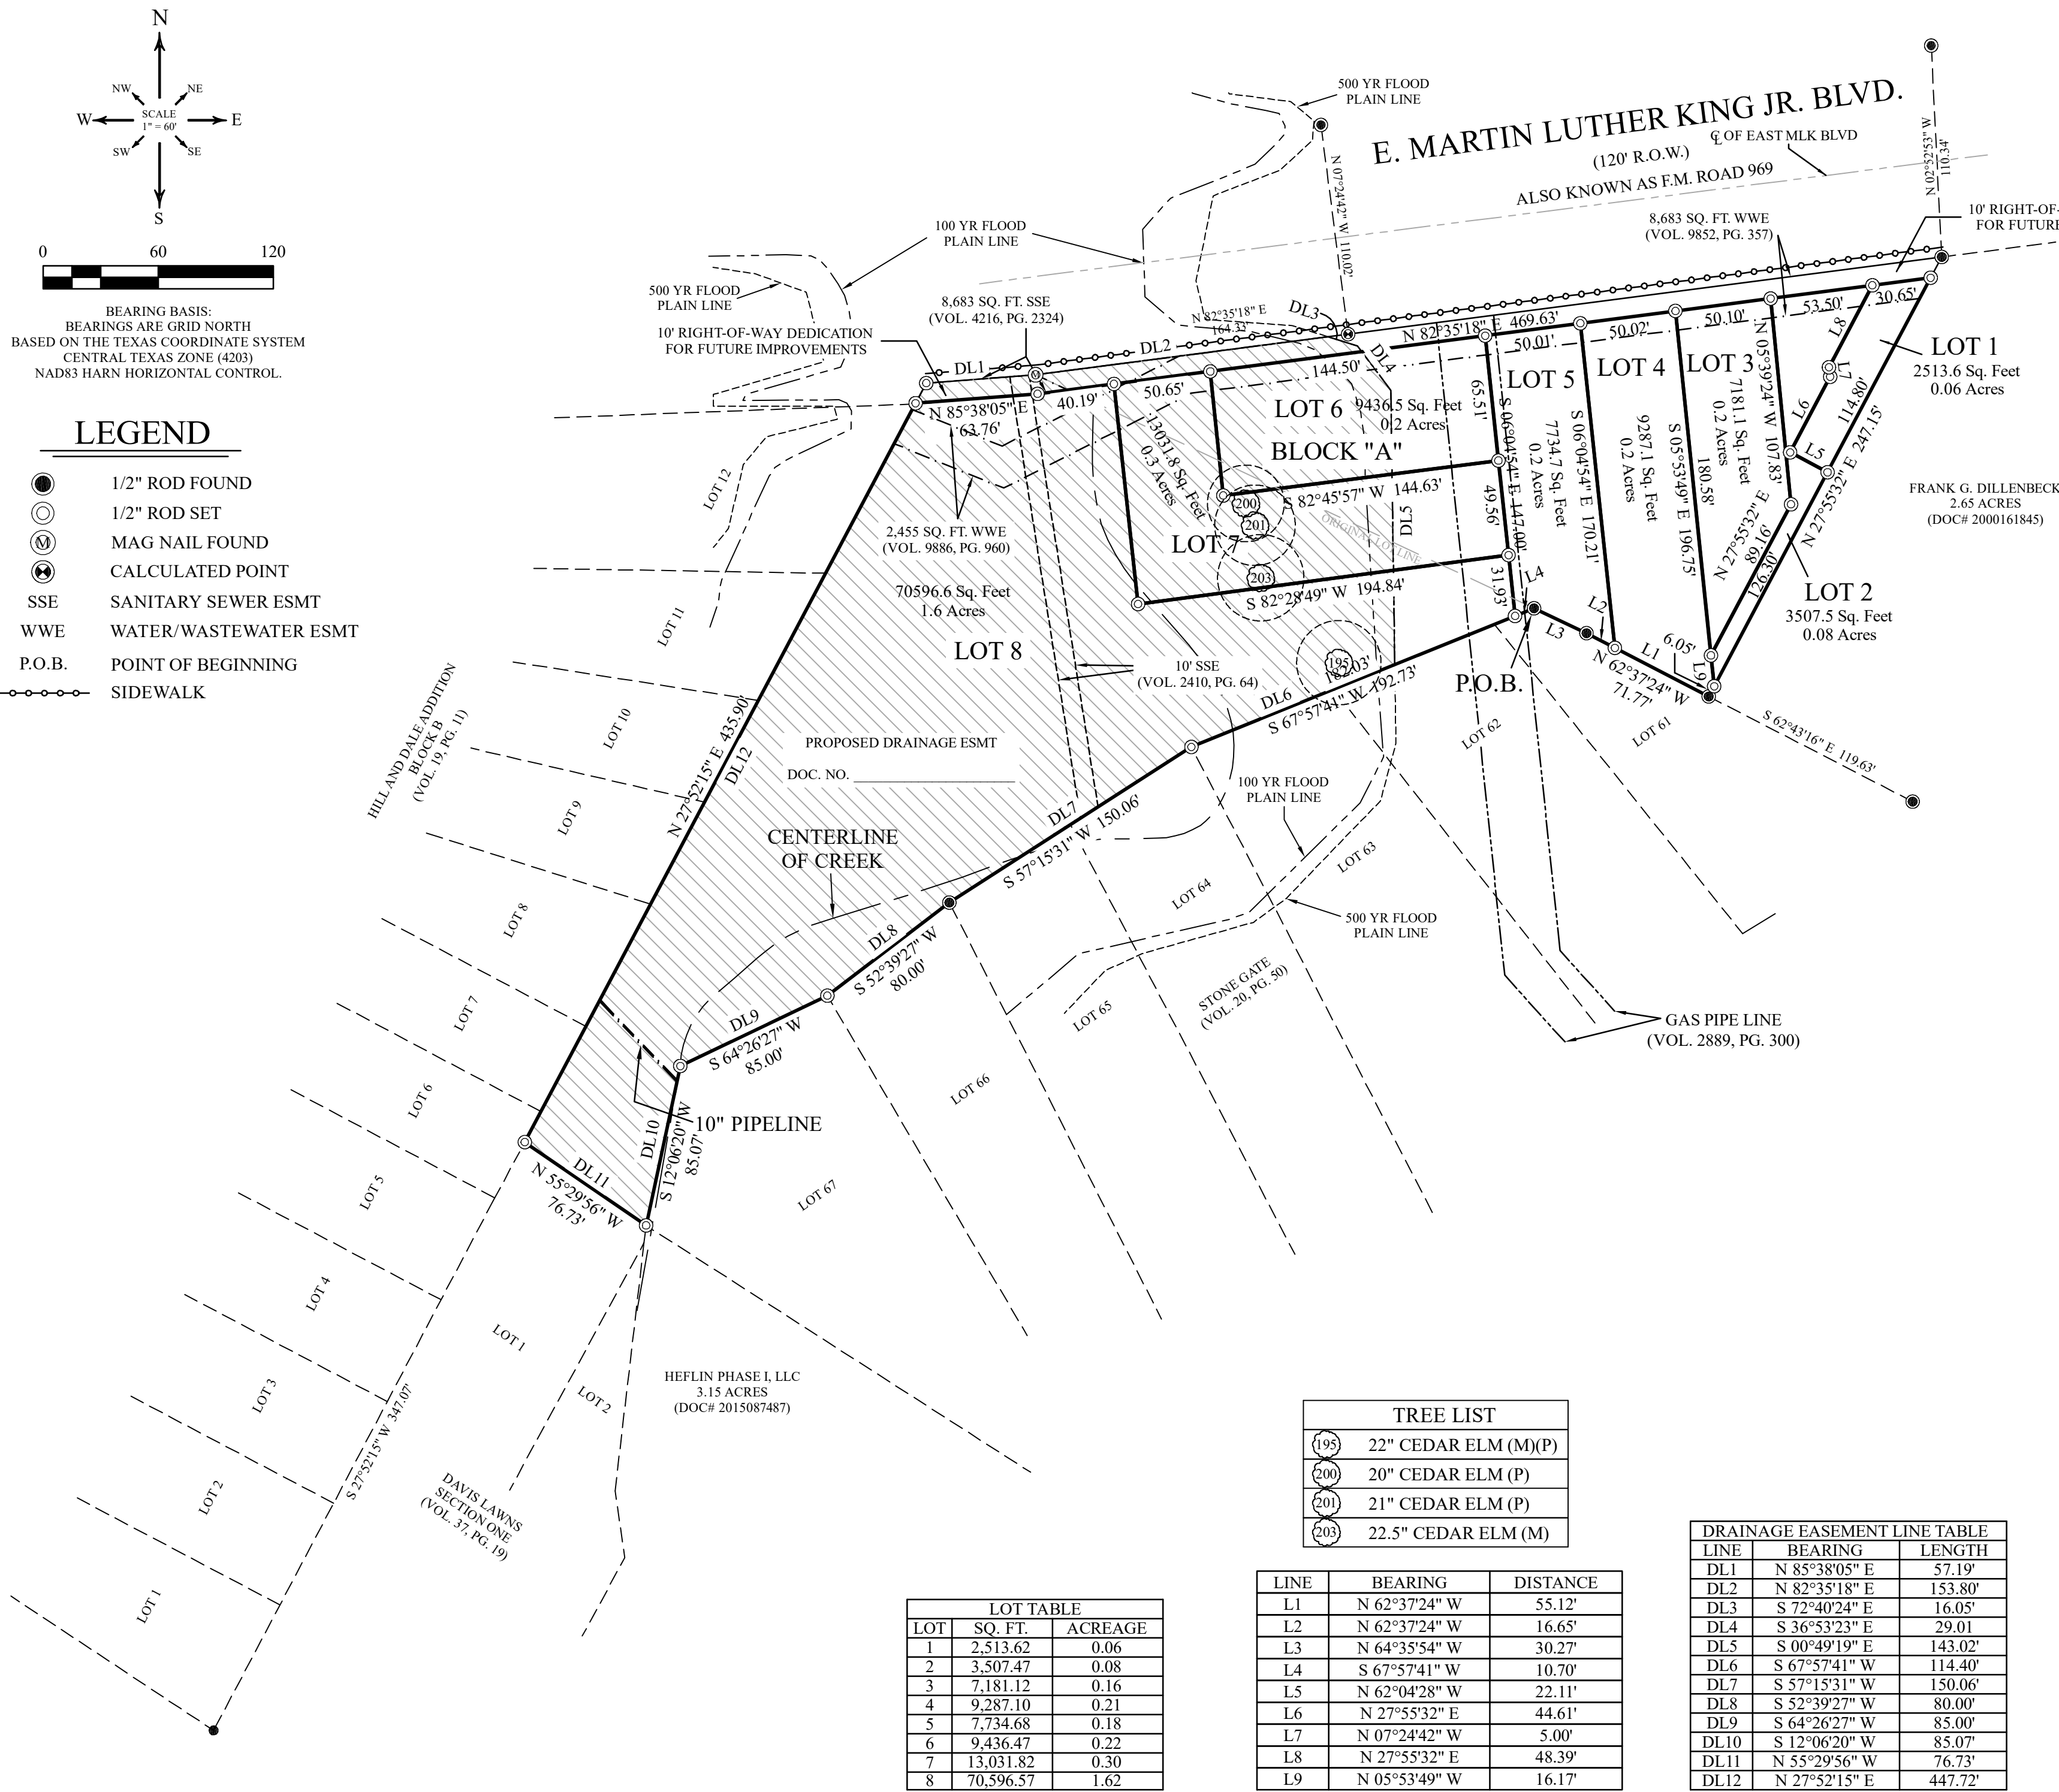 N
NW
NE
W
SCALE
1" = 60'
E
SW
SE
S
0 60 120
BEARING BASIS:
BEARINGS ARE GRID NORTH
BASED ON THE TEXAS COORDINATE SYSTEM
CENTRAL TEXAS ZONE (4203)
NAD83 HARN HORIZONTAL CONTROL.
LEGEND
1/2" ROD FOUND
1/2" ROD SET
M MAG NAIL FOUND
CALCULATED POINT
SSE SANITARY SEWER ESMT
WWE WATER/WASTEWATER ESMT
P.O.B. POINT OF BEGINNING
SIDEWALK
500 YR FLOOD
PLAIN LINE
E. MARTIN LUTHER KING JR. BLVD.
(120' R.O.W.)
℄ OF EAST MLK BLVD
ALSO KNOWN AS F.M. ROAD 969
N 02°52'53" W
110.34'
N 07°24'42" W 110.02'
8,683 SQ. FT. WWE
(VOL. 9852, PG. 357)
10' RIGHT-OF-
FOR FUTURE
100 YR FLOOD
PLAIN LINE
500 YR FLOOD
PLAIN LINE
8,683 SQ. FT. SSE
(VOL. 4216, PG. 2324)
10' RIGHT-OF-WAY DEDICATION
FOR FUTURE IMPROVEMENTS
N 82°35'18" E
164.33'
DL1
DL2
DL3
DL4
DL5
M
N 82°35'18" E 469.63'
N 85°38'05" E
63.76'
40.19'
50.65'
144.50'
50.01'
50.02'
50.10'
53.50'
30.65'
LOT 1
2513.6 Sq. Feet
0.06 Acres
LOT 3
7181.1 Sq. Feet
0.2 Acres
LOT 4
9287.1 Sq. Feet
0.2 Acres
LOT 5
7734.7 Sq. Feet
0.2 Acres
LOT 6
9436.5 Sq. Feet
0.2 Acres
BLOCK "A"
13031.8 Sq. Feet
0.3 Acres
LOT 7
65.51'
S 06°04'54" E 147.00'
49.56'
31.93'
S 06°04'54" E 170.21'
S 05°53'49" E 196.75'
180.58'
N 05°39'24" W 107.83'
L8
L7
L6
L5
114.80'
N 27°55'32" E 247.15'
N 27°55'32" E
89.16'
126.30'
FRANK G. DILLENBECK
2.65 ACRES
(DOC# 2000161845)
LOT 2
3507.5 Sq. Feet
0.08 Acres
S 82°45'57" W 144.63'
ORIGINAL LOT LINE
200
201
203
195
S 82°28'49" W 194.84'
L4
L3
L2
L1
L9
6.05'
N 62°37'24" W
71.77'
S 62°43'16" E 119.63'
P.O.B.
2,455 SQ. FT. WWE
(VOL. 9886, PG. 960)
70596.6 Sq. Feet
1.6 Acres
LOT 8
10' SSE
(VOL. 2410, PG. 64)
DL6
182.03'
S 67°57'41" W 192.73'
PROPOSED DRAINAGE ESMT
DOC. NO.
N 27°52'15" E 435.90'
DL12
CENTERLINE
OF CREEK
DL7
S 57°15'31" W 150.06'
DL8
S 52°39'27" W
80.00'
DL9
S 64°26'27" W
85.00'
DL10
S 12°06'20" W
85.07'
DL11
N 55°29'56" W
76.73'
10" PIPELINE
100 YR FLOOD
PLAIN LINE
500 YR FLOOD
PLAIN LINE
GAS PIPE LINE
(VOL. 2889, PG. 300)
LOT 61
LOT 62
LOT 63
LOT 64
LOT 65
LOT 66
LOT 67
STONE GATE
(VOL. 20, PG. 50)
HILL AND DALE ADDITION
BLOCK B
(VOL. 19, PG. 11)
LOT 12
LOT 11
LOT 10
LOT 9
LOT 8
LOT 7
LOT 6
LOT 5
LOT 4
LOT 3
LOT 2
LOT 1
S 27°52'15" W 347.07'
LOT 1
LOT 2
DAVIS LAWNS
SECTION ONE
(VOL. 37, PG. 19)
HEFLIN PHASE I, LLC
3.15 ACRES
(DOC# 2015087487)
TREE LIST
195 22" CEDAR ELM (M)(P)
200 20" CEDAR ELM (P)
201 21" CEDAR ELM (P)
203 22.5" CEDAR ELM (M)
LOT TABLE
LOT SQ. FT. ACREAGE
1 2,513.62 0.06
2 3,507.47 0.08
3 7,181.12 0.16
4 9,287.10 0.21
5 7,734.68 0.18
6 9,436.47 0.22
7 13,031.82 0.30
8 70,596.57 1.62
LINE BEARING DISTANCE
L1 N 62°37'24" W 55.12'
L2 N 62°37'24" W 16.65'
L3 N 64°35'54" W 30.27'
L4 S 67°57'41" W 10.70'
L5 N 62°04'28" W 22.11'
L6 N 27°55'32" E 44.61'
L7 N 07°24'42" W 5.00'
L8 N 27°55'32" E 48.39'
L9 N 05°53'49" W 16.17'
DRAINAGE EASEMENT LINE TABLE
LINE BEARING LENGTH
DL1 N 85°38'05" E 57.19'
DL2 N 82°35'18" E 153.80'
DL3 S 72°40'24" E 16.05'
DL4 S 36°53'23" E 29.01
DL5 S 00°49'19" E 143.02'
DL6 S 67°57'41" W 114.40'
DL7 S 57°15'31" W 150.06'
DL8 S 52°39'27" W 80.00'
DL9 S 64°26'27" W 85.00'
DL10 S 12°06'20" W 85.07'
DL11 N 55°29'56" W 76.73'
DL12 N 27°52'15" E 447.72'